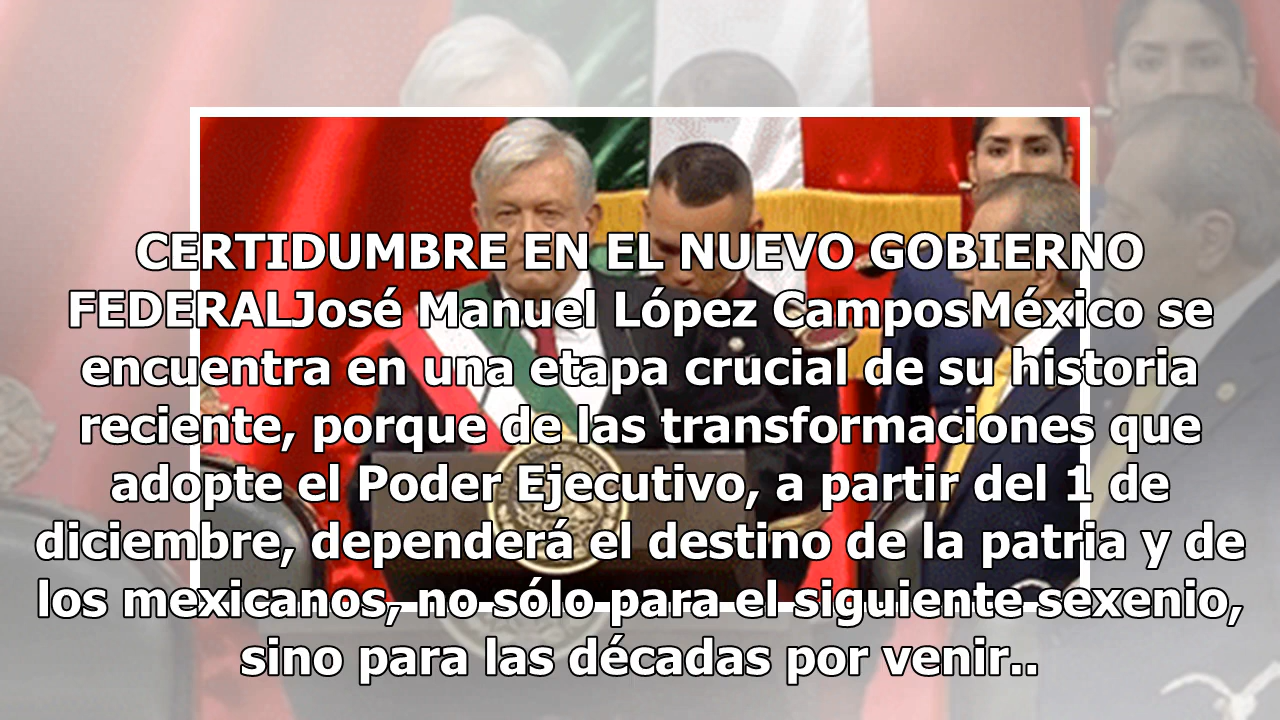 CERTIDUMBRE EN EL NUEVO GOBIERNO
FEDERALJosé Manuel López CamposMéxico se
encuentra en una etapa crucial de su historia
reciente, porque de las transformaciones que
adopte el Poder Ejecutivo, a partir del 1 de
diciembre, dependerá el destino de la patria y de
los mexicanos, no sólo para el siguiente sexenio,
sino para las décadas por venir..